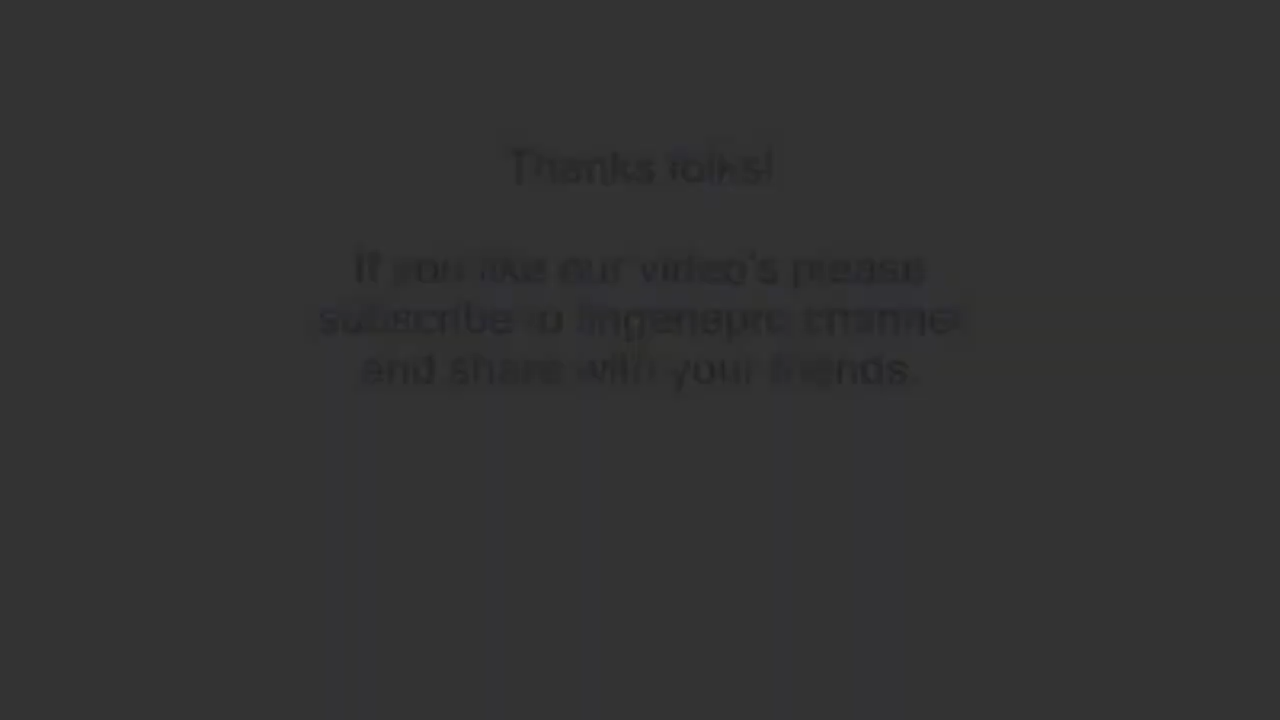 Thanks folks!
If you like our video's please
subscribe to channel
and share with your friends.